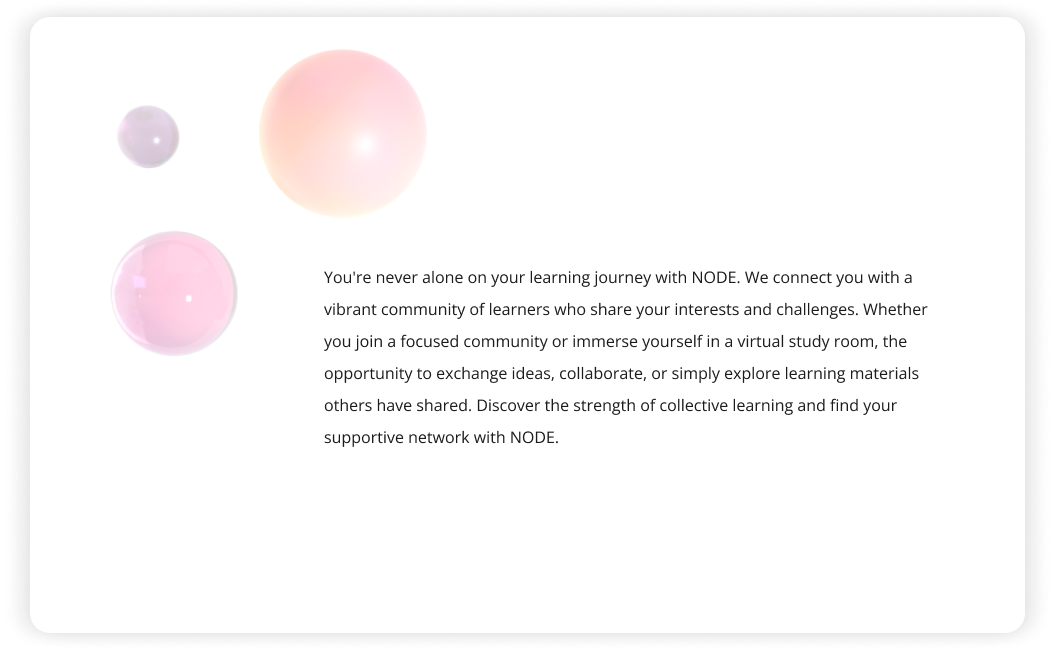 You're never alone on your learning journey with NODE. We connect you with a
vibrant community of learners who share your interests and challenges. Whether
you join a focused community or immerse yourself in a virtual study room, the
opportunity to exchange ideas, collaborate, or simply explore learning materials
others have shared. Discover the strength of collective learning and find your
supportive network with NODE.